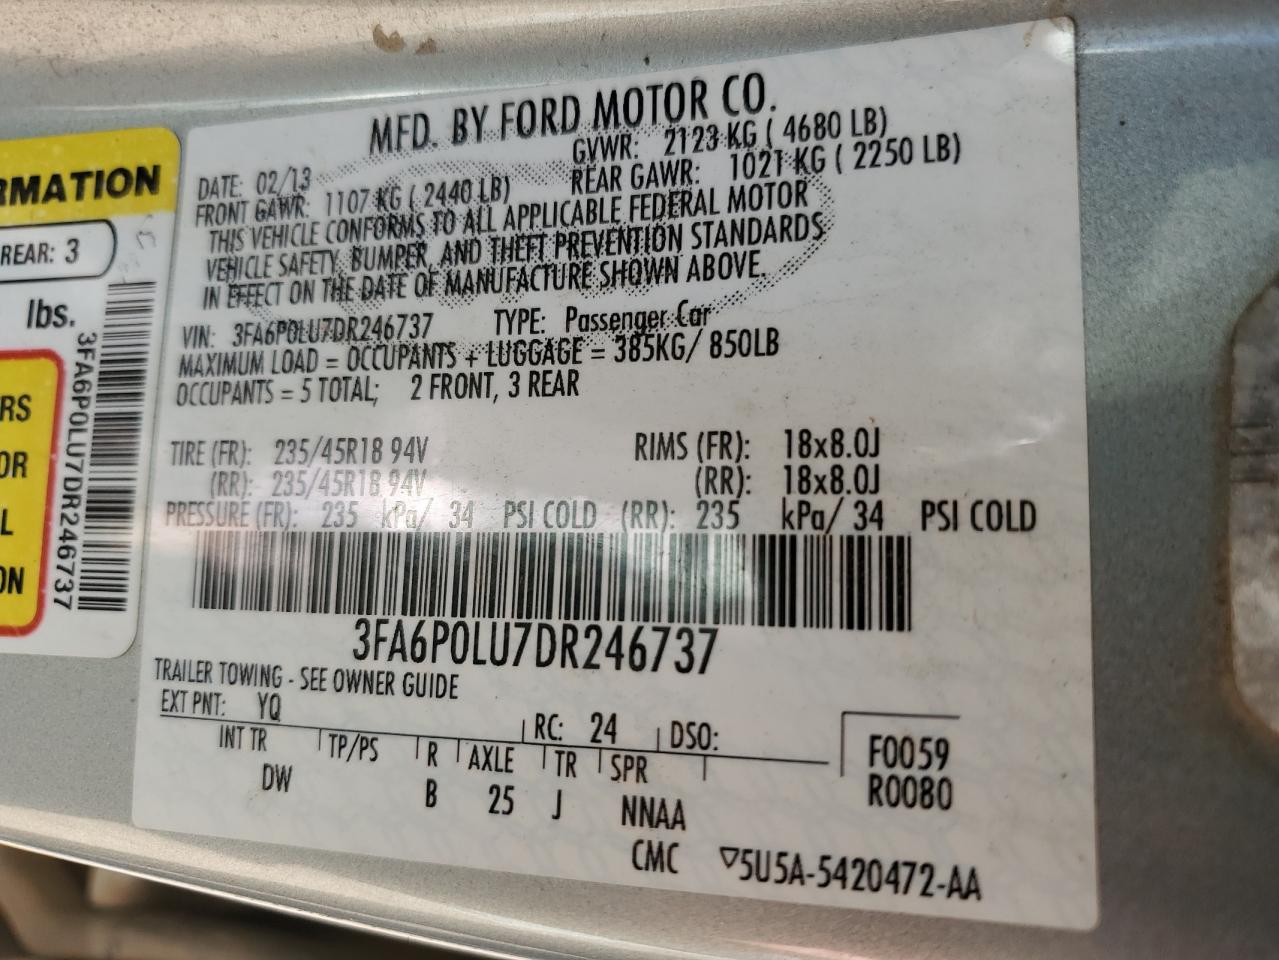 RMATION
REAR: 3
lbs.
RS
OR
L
ON
3FA6P0LU7DR246737
MFD. BY FORD MOTOR CO.
DATE: 02/13 GVWR: 2123 KG ( 4680 LB)
FRONT GAWR: 1107 KG ( 2440 LB) REAR GAWR: 1021 KG ( 2250 LB)
THIS VEHICLE CONFORMS TO ALL APPLICABLE FEDERAL MOTOR
VEHICLE SAFETY, BUMPER, AND THEFT PREVENTION STANDARDS
IN EFFECT ON THE DATE OF MANUFACTURE SHOWN ABOVE.
VIN: 3FA6P0LU7DR246737 TYPE: Passenger Car
MAXIMUM LOAD = OCCUPANTS + LUGGAGE = 385KG/ 850LB
OCCUPANTS = 5 TOTAL; 2 FRONT, 3 REAR
TIRE (FR): 235/45R18 94V RIMS (FR): 18x8.0J
(RR): 235/45R18 94V (RR): 18x8.0J
PRESSURE (FR): 235 kPa/ 34 PSI COLD (RR): 235 kPa/ 34 PSI COLD
3FA6P0LU7DR246737
TRAILER TOWING - SEE OWNER GUIDE
EXT PNT: YQ RC: 24 DSO:
INT TR TP/PS R AXLE TR SPR
DW B 25 J NNAA
F0059
R0080
CMC ▽5U5A-5420472-AA